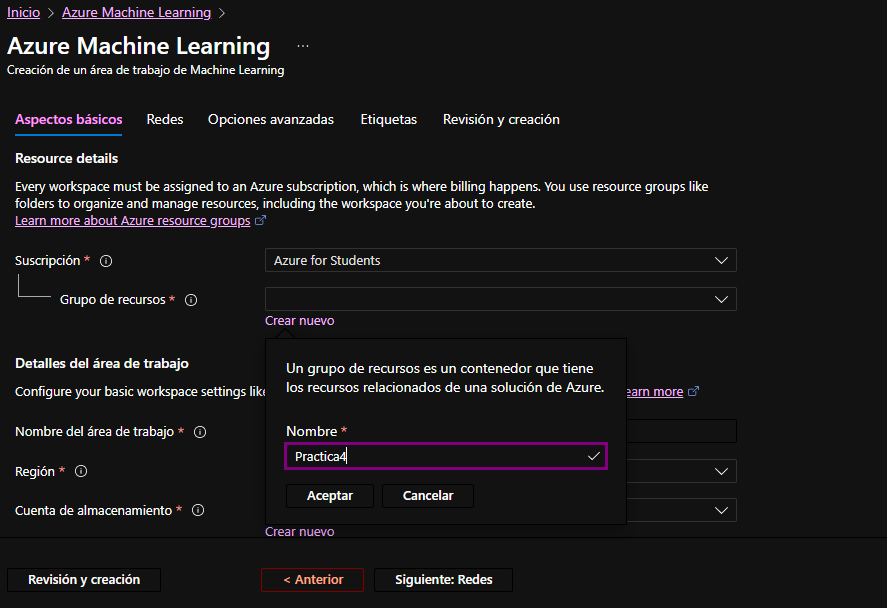 Inicio > Azure Machine Learning >
Azure Machine Learning ...
Creación de un área de trabajo de Machine Learning
Aspectos básicos Redes Opciones avanzadas Etiquetas Revisión y creación
Resource details
Every workspace must be assigned to an Azure subscription, which is where billing happens. You use resource groups like
folders to organize and manage resources, including the workspace you're about to create.
Learn more about Azure resource groups
Suscripción * Azure for Students
Grupo de recursos *
Crear nuevo
Un grupo de recursos es un contenedor que tiene
los recursos relacionados de una solución de Azure.
Nombre *
Practica4
Aceptar Cancelar
Detalles del área de trabajo
Configure your basic workspace settings like earn more
Nombre del área de trabajo *
Región *
Cuenta de almacenamiento *
Crear nuevo
Revisión y creación < Anterior Siguiente: Redes